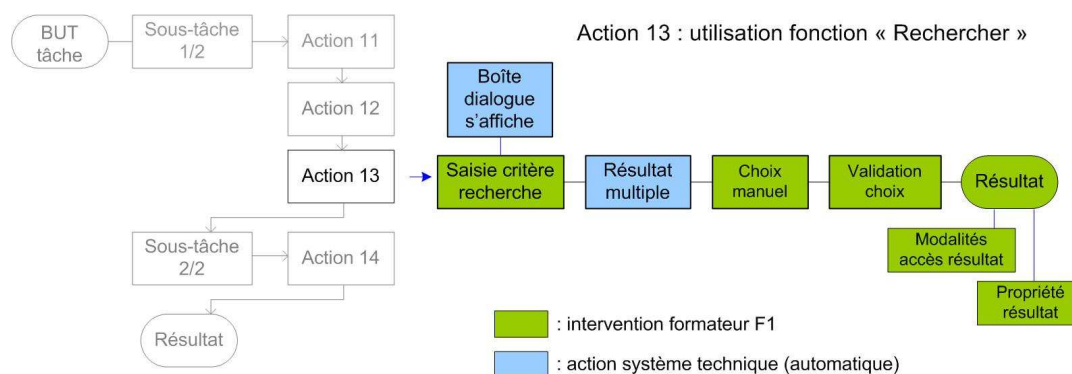 BUT
tâche
Sous-tâche
1/2
Action 11
Action 13 : utilisation fonction « Rechercher »
Action 12
Boîte
dialogue
s’affiche
Action 13
Saisie critère
recherche
Résultat
multiple
Choix
manuel
Validation
choix
Résultat
Sous-tâche
2/2
Action 14
Modalités
accès résultat
Propriété
résultat
Résultat
: intervention formateur F1
: action système technique (automatique)